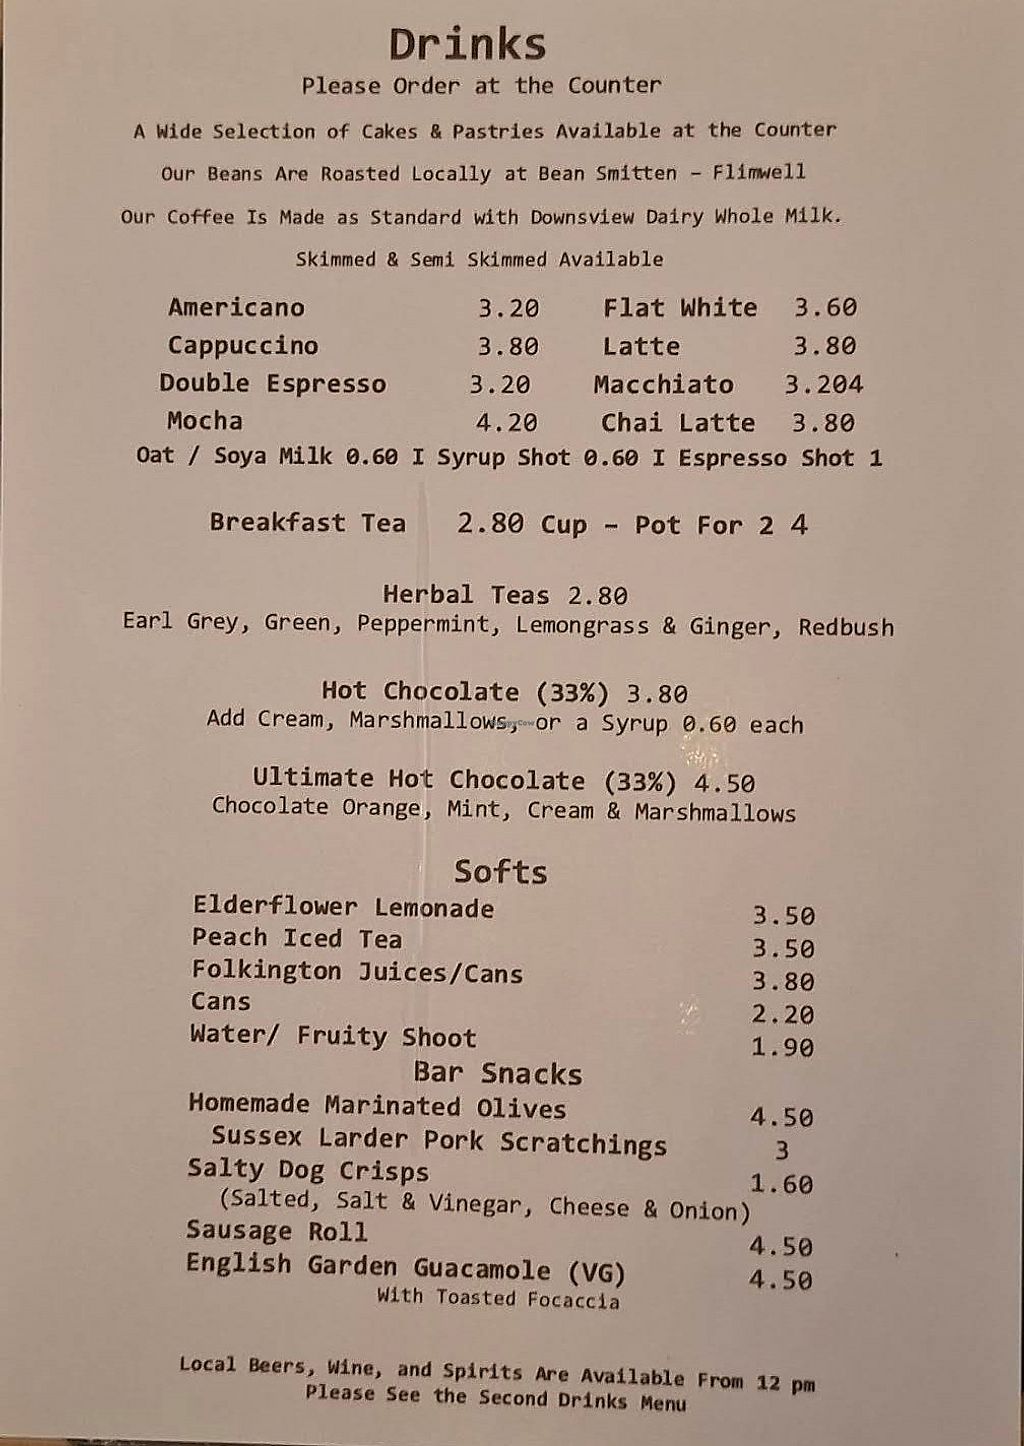 Drinks
Please Order at the Counter
A Wide Selection of Cakes & Pastries Available at the Counter
Our Beans Are Roasted Locally at Bean Smitten – Flimwell
Our Coffee Is Made as Standard with Downsview Dairy Whole Milk.
Skimmed & Semi Skimmed Available
Americano 3.20 Flat White 3.60
Cappuccino 3.80 Latte 3.80
Double Espresso 3.20 Macchiato 3.204
Mocha 4.20 Chai Latte 3.80
Oat / Soya Milk 0.60 I Syrup Shot 0.60 I Espresso Shot 1
Breakfast Tea 2.80 Cup – Pot For 2 4
Herbal Teas 2.80
Earl Grey, Green, Peppermint, Lemongrass & Ginger, Redbush
Hot Chocolate (33%) 3.80
Add Cream, Marshmallows, or a Syrup 0.60 each
Ultimate Hot Chocolate (33%) 4.50
Chocolate Orange, Mint, Cream & Marshmallows
Softs
Elderflower Lemonade 3.50
Peach Iced Tea 3.50
Folkington Juices/Cans 3.80
Cans 2.20
Water/ Fruity Shoot 1.90
Bar Snacks
Homemade Marinated Olives 4.50
Sussex Larder Pork Scratchings 3
Salty Dog Crisps 1.60
(Salted, Salt & Vinegar, Cheese & Onion)
Sausage Roll 4.50
English Garden Guacamole (VG) 4.50
With Toasted Focaccia
Local Beers, Wine, and Spirits Are Available From 12 pm
Please See the Second Drinks Menu